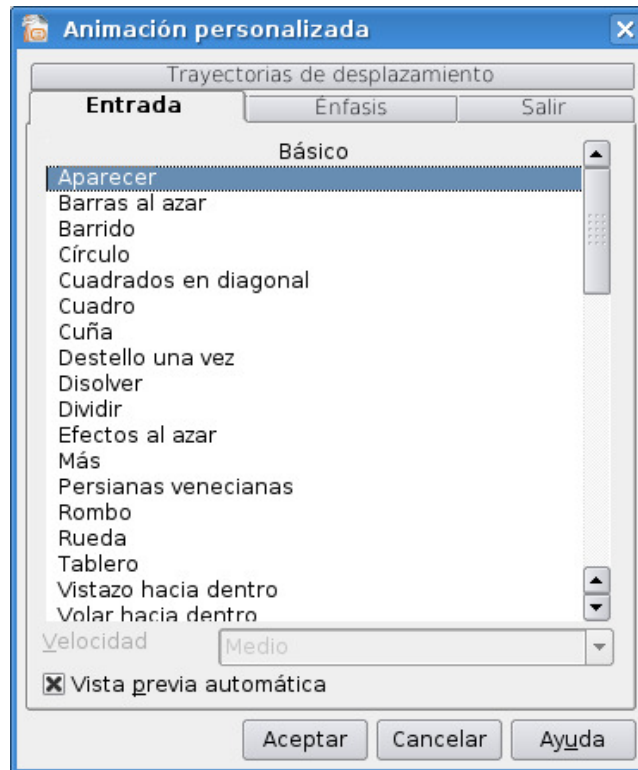 Animación personalizada
Trayectorias de desplazamiento
Entrada Énfasis Salir
Básico
Aparecer
Barras al azar
Barrido
Círculo
Cuadrados en diagonal
Cuadro
Cuña
Destello una vez
Disolver
Dividir
Efectos al azar
Más
Persianas venecianas
Rombo
Rueda
Tablero
Vistazo hacia dentro
Volar hacia dentro
Velocidad Medio
Vista previa automática
Aceptar Cancelar Ayuda